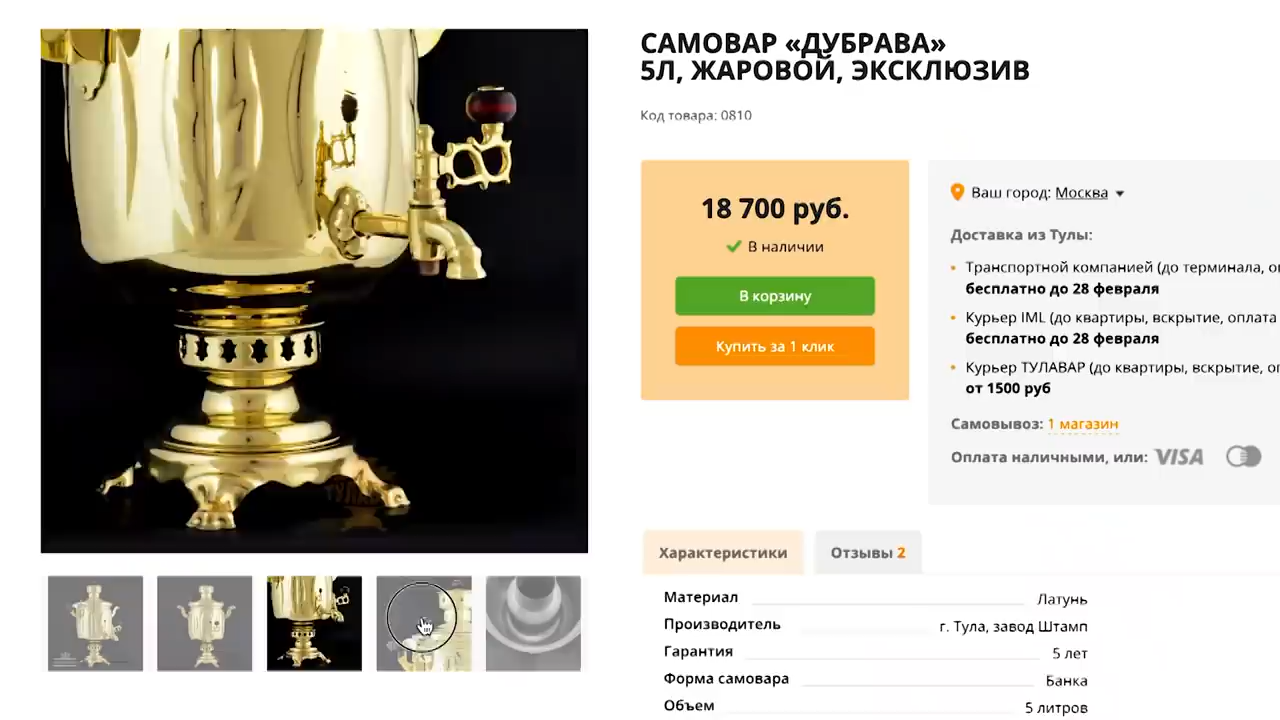 САМОВАР «ДУБРАВА»
5Л, ЖАРОВОЙ, ЭКСКЛЮЗИВ
Код товара: 0810
18 700 руб.
В наличии
В корзину
Купить за 1 клик
Ваш город: Москва
Доставка из Тулы:
Транспортной компанией (до терминала,
бесплатно до 28 февраля
Курьер IML (до квартиры, вскрытие, оплата
бесплатно до 28 февраля
Курьер ТУЛАВАР (до квартиры, вскрытие,
от 1500 руб
Самовывоз: 1 магазин
Оплата наличными, или: VISA
Характеристики
Отзывы 2
Материал Латунь
Производитель г. Тула, завод Штамп
Гарантия 5 лет
Форма самовара Банка
Объем 5 литров